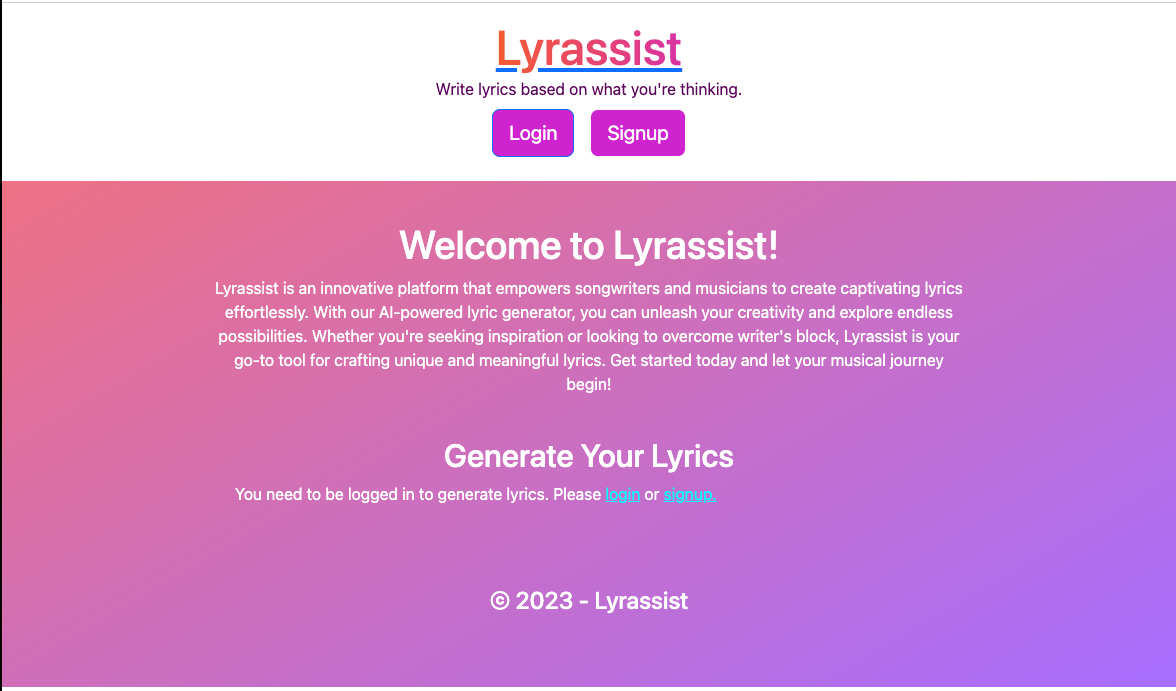 Lyrassist
Write lyrics based on what you're thinking.
Login Signup
Welcome to Lyrassist!
Lyrassist is an innovative platform that empowers songwriters and musicians to create captivating lyrics
effortlessly. With our AI-powered lyric generator, you can unleash your creativity and explore endless
possibilities. Whether you're seeking inspiration or looking to overcome writer's block, Lyrassist is your
go-to tool for crafting unique and meaningful lyrics. Get started today and let your musical journey
begin!
Generate Your Lyrics
You need to be logged in to generate lyrics. Please login or signup.
© 2023 - Lyrassist